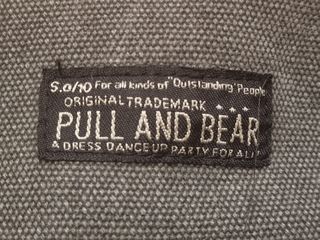 S.0/10 For all kinds of "Outstanding" People
ORIGINAL TRADEMARK ...
PULL AND BEAR
A DRESS DANCE UP PARTY FOR ALL